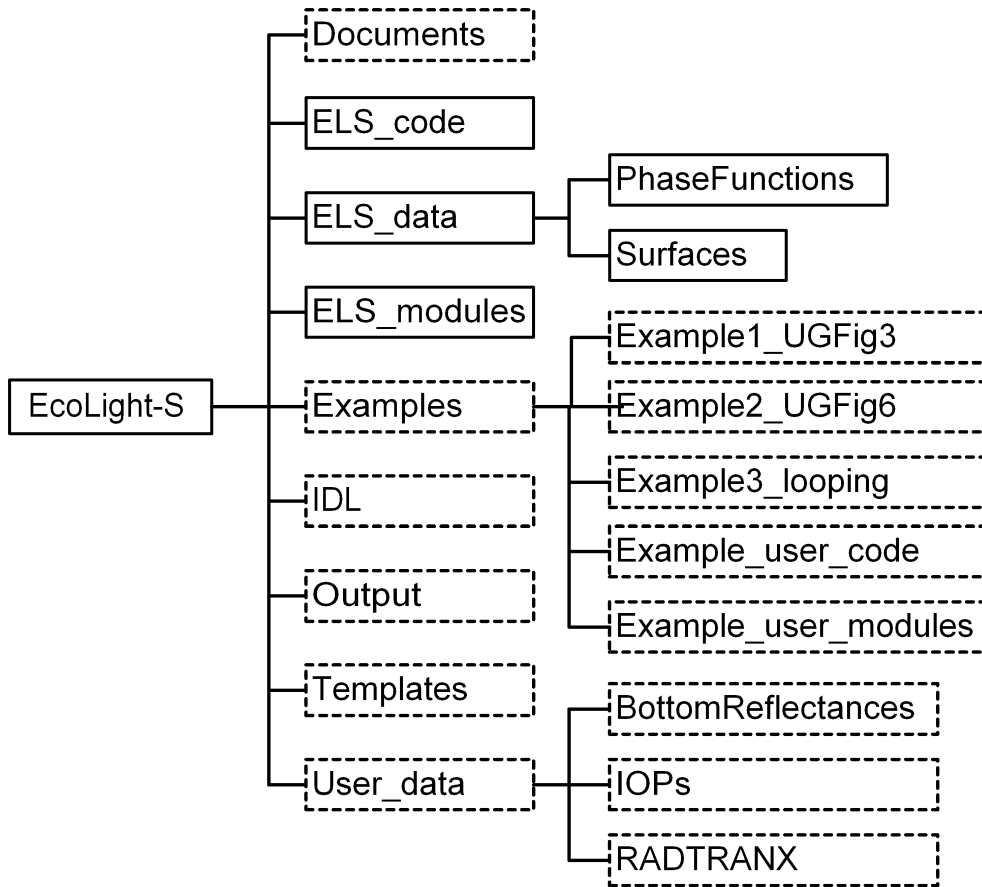 EcoLight-S
Documents
ELS_code
ELS_data
PhaseFunctions
Surfaces
ELS_modules
Examples
Example1_UGFig3
Example2_UGFig6
Example3_looping
Example_user_code
Example_user_modules
IDL
Output
Templates
User_data
BottomReflectances
IOPs
RADTRANX